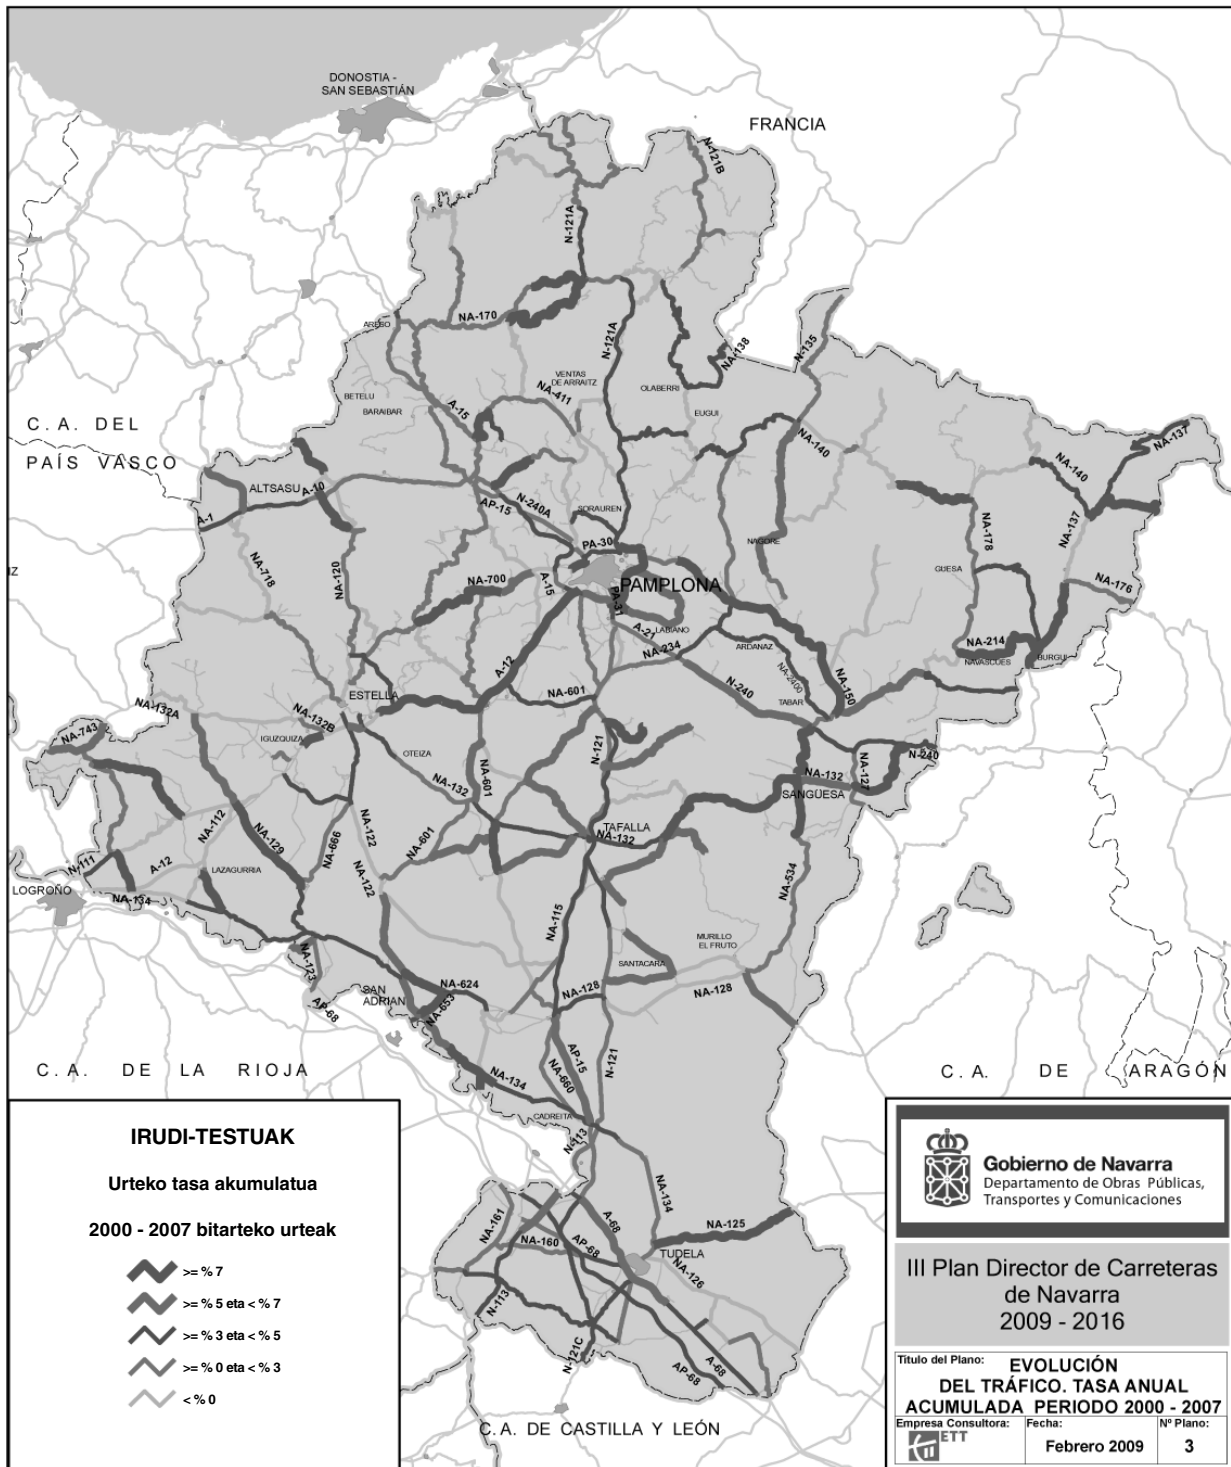 DONOSTIA -
SAN SEBASTIÁN
FRANCIA
N-121B
N-121A
NA-170
ARESO
N-121A
NA-138
N-135
VENTAS
DE ARRAITZ
OLABERRI
BETELU
BARAIBAR
A-15
NA-411
EUGUI
NA-140
NA-137
C. A. DEL
PAÍS VASCO
ALTSASU
A-10
A-1
AP-15
N-240A
SORAUREN
PA-30
NAGORE
NA-140
NA-178
NA-137
NA-718
NA-120
NA-700
A-15
PAMPLONA
PA-31
GÜESA
NA-176
A-21
LABIANO
NA-234
ARDANAZ
NA-2400
NA-214
NAVASCUÉS
BURGUI
A-12
N-240
TABAR
NA-150
ESTELLA
NA-601
NA-132A
NA-132B
NA-743
IGUZQUIZA
OTEIZA
N-121
N-240
NA-132
NA-601
NA-132
NA-127
SANGÜESA
NA-112
NA-129
NA-666
NA-122
NA-601
TAFALLA
NA-132
N-111
A-12
LAZAGURRIA
NA-122
NA-534
LOGROÑO
NA-134
NA-115
MURILLO
EL FRUTO
SANTACARA
NA-123
AP-68
SAN
ADRIAN
NA-624
NA-653
NA-128
NA-128
C. A. DE LA RIOJA
NA-134
AP-15
NA-660
N-121
C. A. DE ARAGÓN
CADREITA
N-113
NA-134
NA-161
NA-160
A-68
AP-68
NA-125
TUDELA
NA-126
N-113
N-121C
AP-68
A-68
C. A. DE CASTILLA Y LEÓN
IRUDI-TESTUAK
Urteko tasa akumulatua
2000 - 2007 bitarteko urteak
>= % 7
>= % 5 eta < % 7
>= % 3 eta < % 5
>= % 0 eta < % 3
< % 0
Gobierno de Navarra
Departamento de Obras Públicas,
Transportes y Comunicaciones
III Plan Director de Carreteras
de Navarra
2009 - 2016
Titulo del Plano: EVOLUCIÓN
DEL TRÁFICO. TASA ANUAL
ACUMULADA PERIODO 2000 - 2007
Empresa Consultora: Fecha: Nº Plano:
ETT Febrero 2009 3